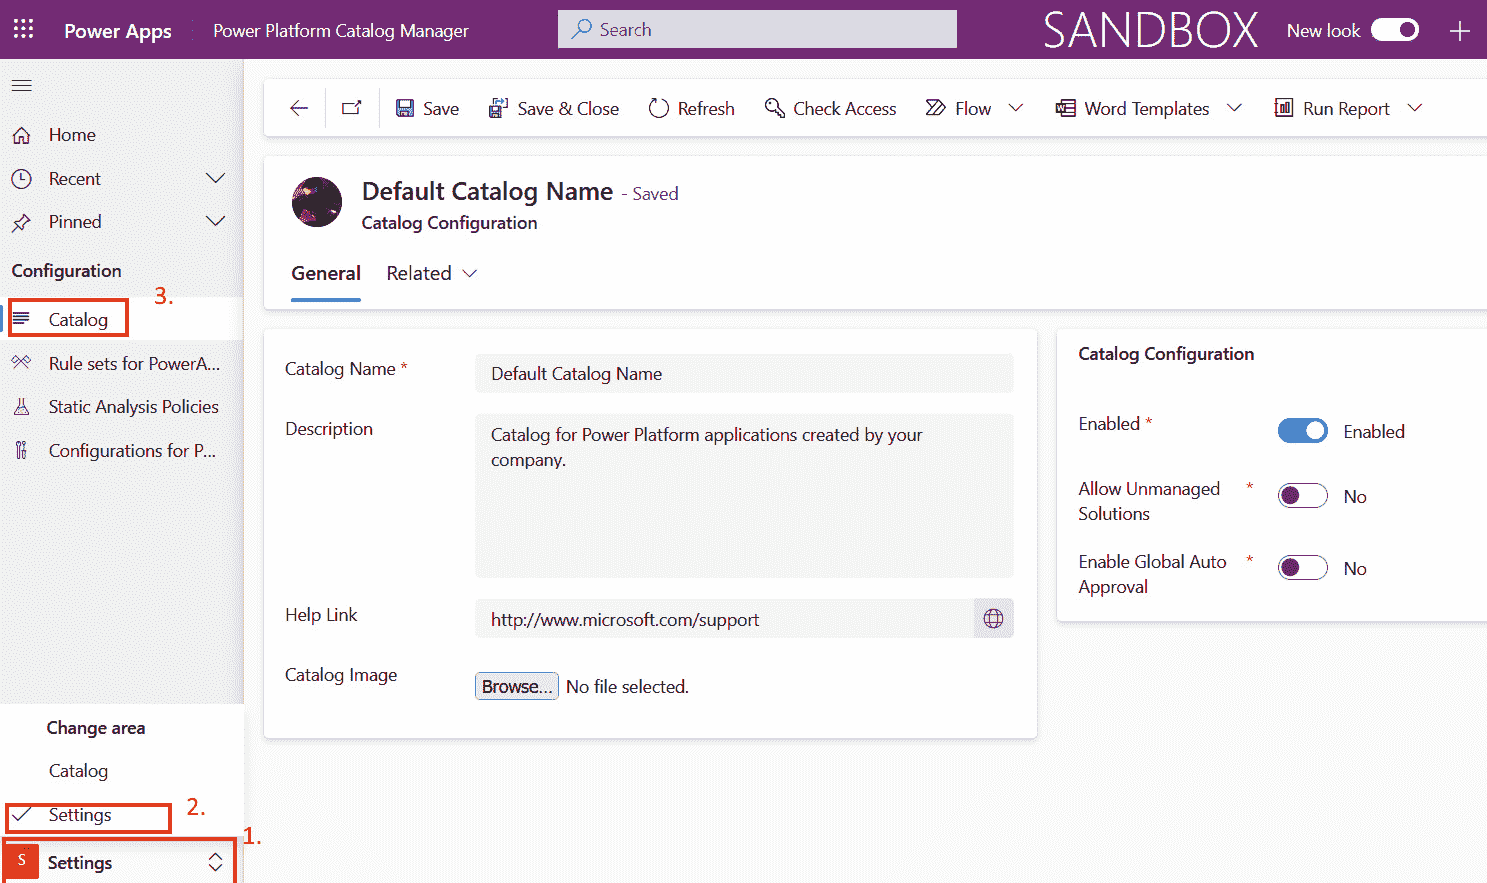 Power Apps
Power Platform Catalog Manager
Search
SANDBOX
New look
Home
Recent
Pinned
Configuration
3.
Catalog
Rule sets for PowerA...
Static Analysis Policies
Configurations for P...
Change area
Catalog
2.
Settings
1.
S
Settings
Save
Save & Close
Refresh
Check Access
Flow
Word Templates
Run Report
Default Catalog Name - Saved
Catalog Configuration
General
Related
Catalog Name *
Default Catalog Name
Description
Catalog for Power Platform applications created by your
company.
Help Link
http://www.microsoft.com/support
Catalog Image
Browse...
No file selected.
Catalog Configuration
Enabled *
Enabled
Allow Unmanaged *
Solutions
No
Enable Global Auto *
Approval
No